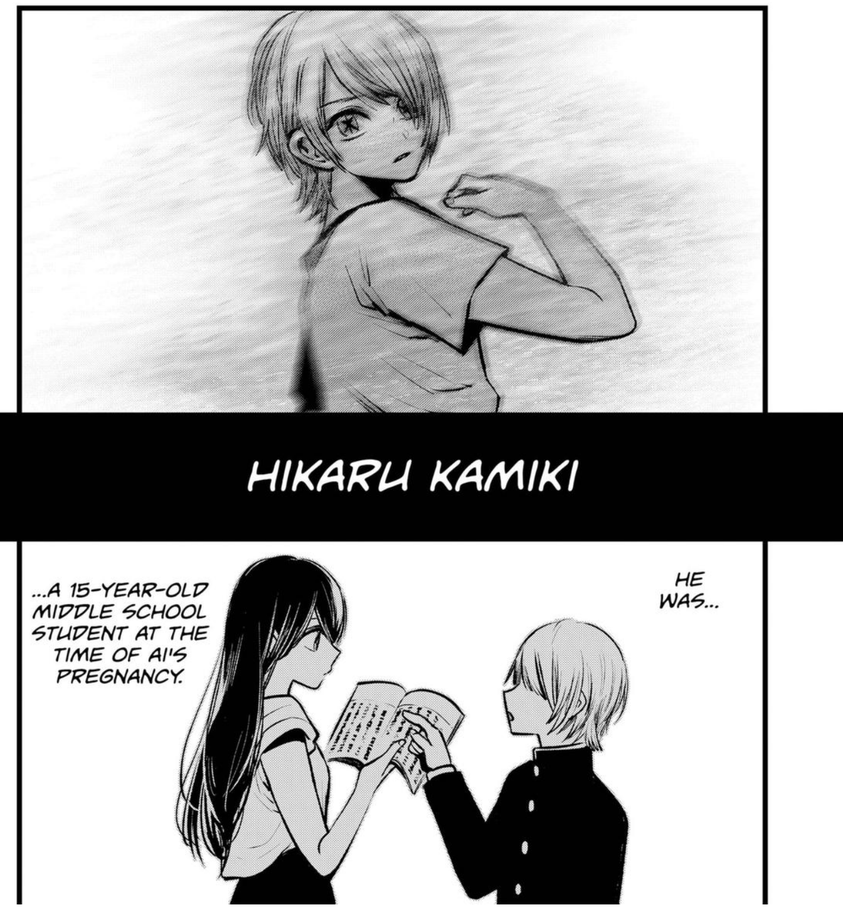 HIKARU KAMIKI
HE
WAS...
...A 15-YEAR-OLD
MIDDLE SCHOOL
STUDENT AT THE
TIME OF AI'S
PREGNANCY.